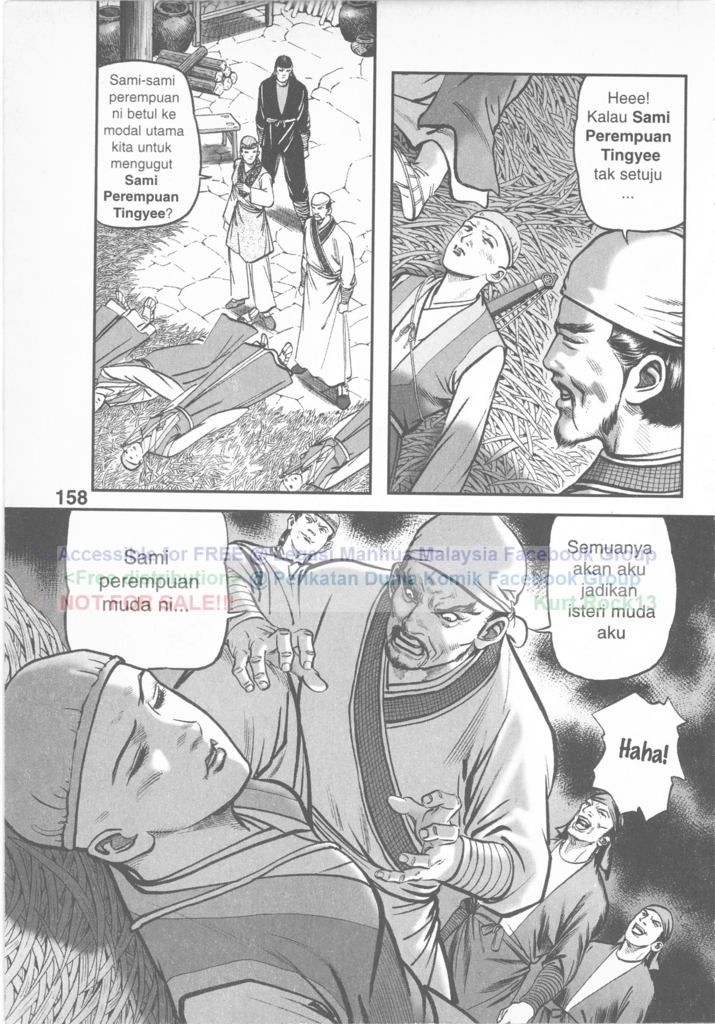 Sami-sami
perempuan
ni betul ke
modal utama
kita untuk
mengugut
Sami
Perempuan
Tingyee?
Heee!
Kalau Sami
Perempuan
Tingyee
tak setuju
...
158
Accessible for FREE @ Legasi Manhua Malaysia Facebook Group
<Free distribution> @ Perikatan Dunia Komik Facebook Group
NOT FOR SALE!!!
Kurt Rock13
Sami
perempuan
muda ni...
Semuanya
akan aku
jadikan
isteri muda
aku
Haha!